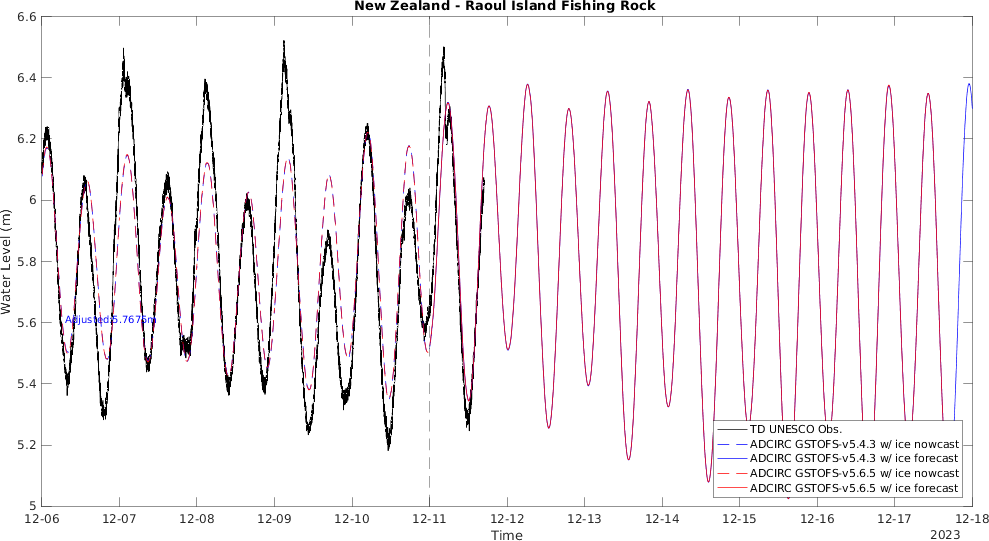 New Zealand - Raoul Island Fishing Rock
6.6
6.4
6.2
6
5.8
5.6
5.4
5.2
5
Water Level (m)
Adjusted:5.7675m
TD UNESCO Obs.
ADCIRC GSTOFS-v5.4.3 w/ ice nowcast
ADCIRC GSTOFS-v5.4.3 w/ ice forecast
ADCIRC GSTOFS-v5.6.5 w/ ice nowcast
ADCIRC GSTOFS-v5.6.5 w/ ice forecast
12-06 12-07 12-08 12-09 12-10 12-11 12-12 12-13 12-14 12-15 12-16 12-17 12-18
Time
2023